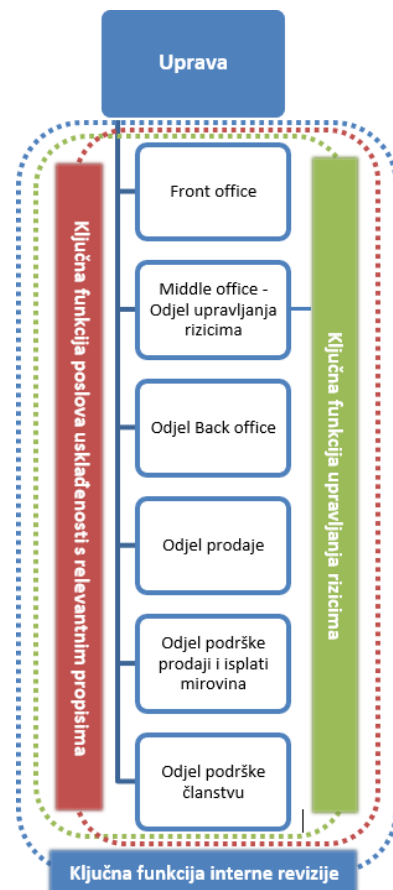 Uprava
Ključna funkcija poslova usklađenosti s relevantnim propisima
Front office
Middle office -
Odjel upravljanja
rizicima
Odjel Back office
Odjel prodaje
Odjel podrške
prodaji i isplati
mirovina
Odjel podrške
članstvu
Ključna funkcija upravljanja rizicima
Ključna funkcija interne revizije